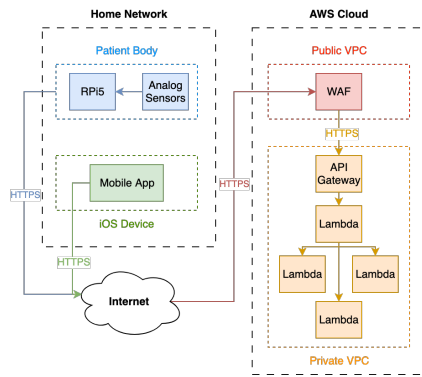 Home Network
AWS Cloud
Patient Body
Public VPC
RPi5
Analog
Sensors
WAF
HTTPS
API
Gateway
Mobile App
HTTPS
HTTPS
Lambda
iOS Device
HTTPS
Lambda
Lambda
Internet
Lambda
Private VPC